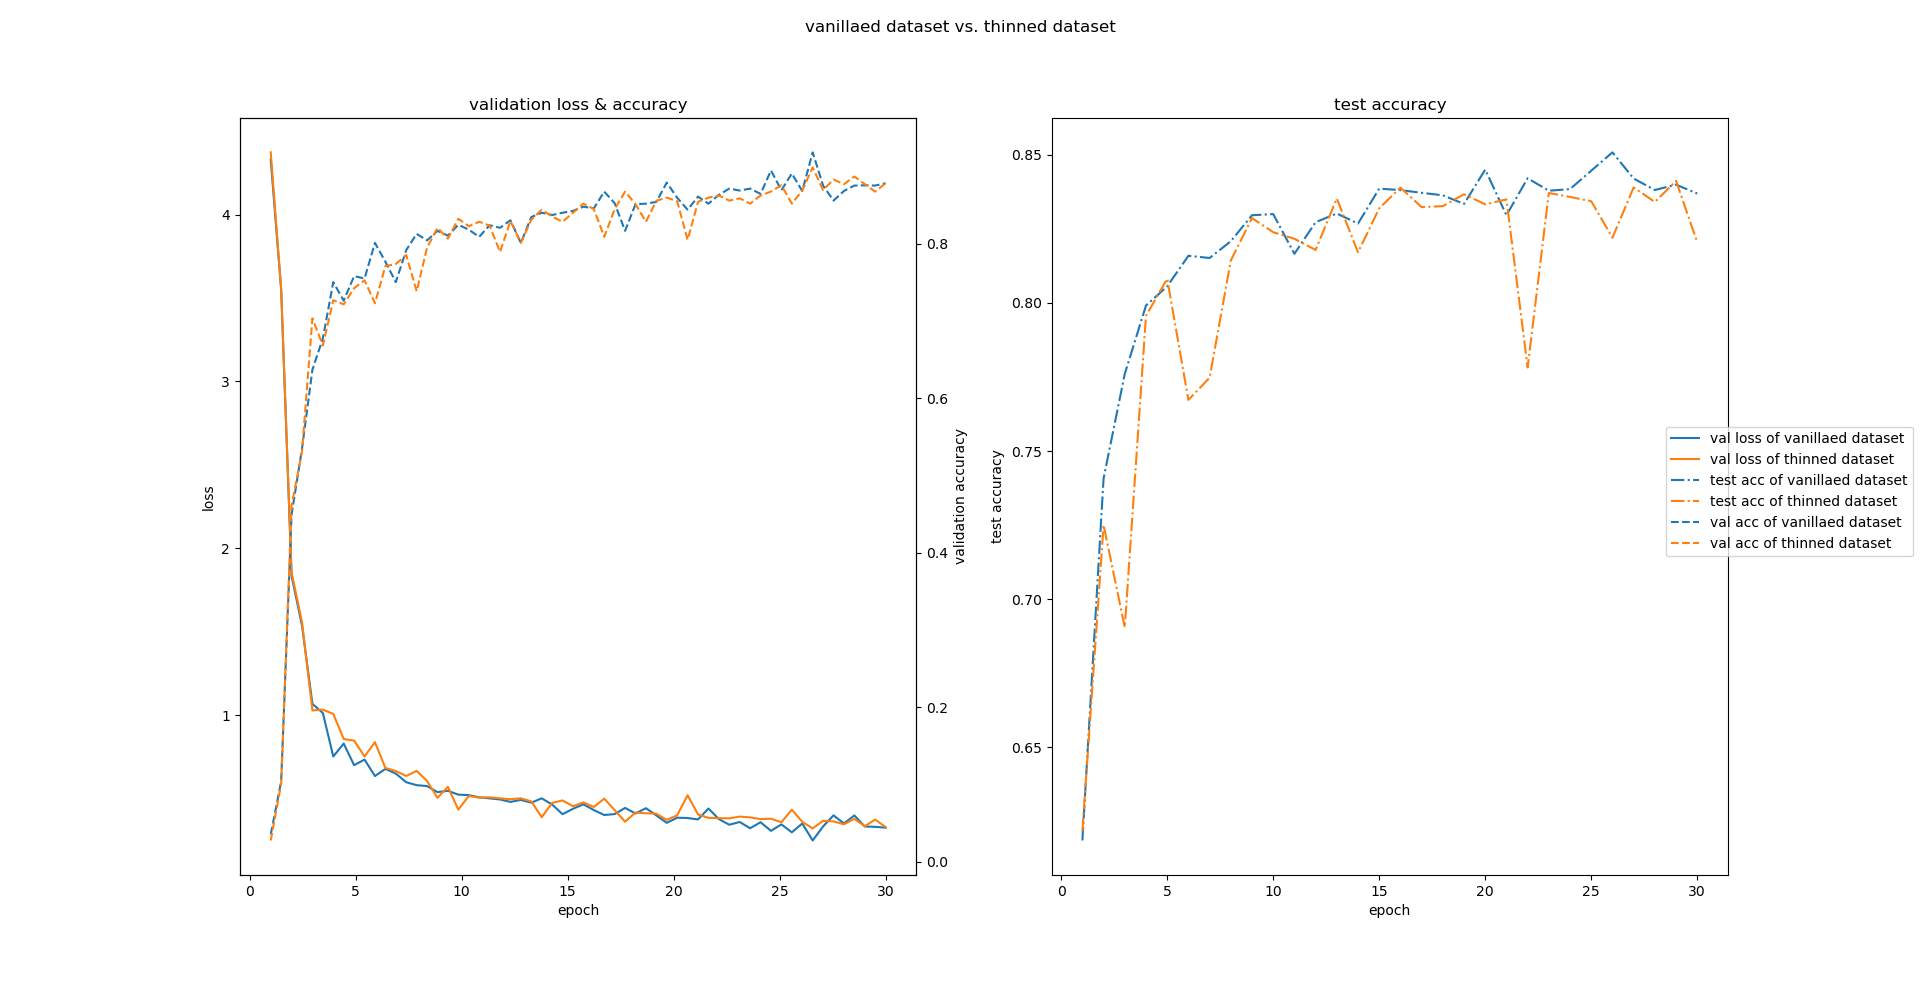 vanillaed dataset vs. thinned dataset
validation loss & accuracy
4
3
2
1
loss
0
5
10
15
20
25
30
epoch
0.8
0.6
0.4
0.2
0.0
validation accuracy
test accuracy
0.85
0.80
0.75
0.70
0.65
test accuracy
0
5
10
15
20
25
30
epoch
val loss of vanillaed dataset
val loss of thinned dataset
test acc of vanillaed dataset
test acc of thinned dataset
val acc of vanillaed dataset
val acc of thinned dataset